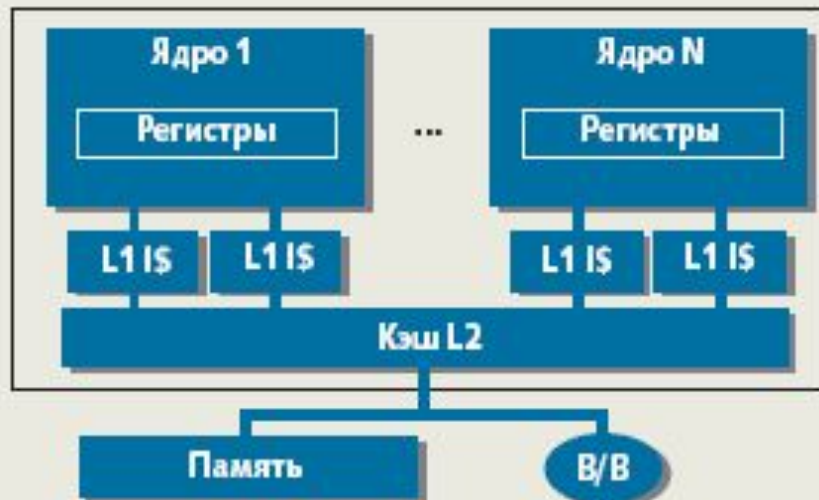 Ядро 1
Ядро N
Регистры
...
Регистры
L1 I$
L1 I$
L1 I$
L1 I$
Кэш L2
Память
В/В